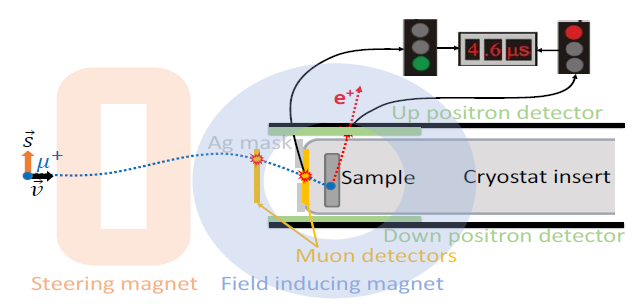 4.6 μs
e⁺
Up positron detector
s⃗
μ⁺
v⃗
Ag mask
Sample
Cryostat insert
Down positron detector
Muon detectors
Steering magnet
Field inducing magnet